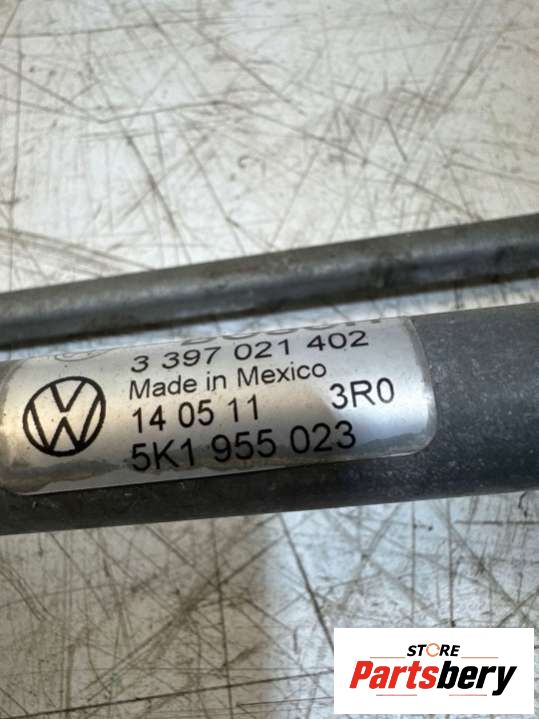 3 397 021 402
Made in Mexico
14 05 11 3R0
5K1 955 023
STORE
Partsbery